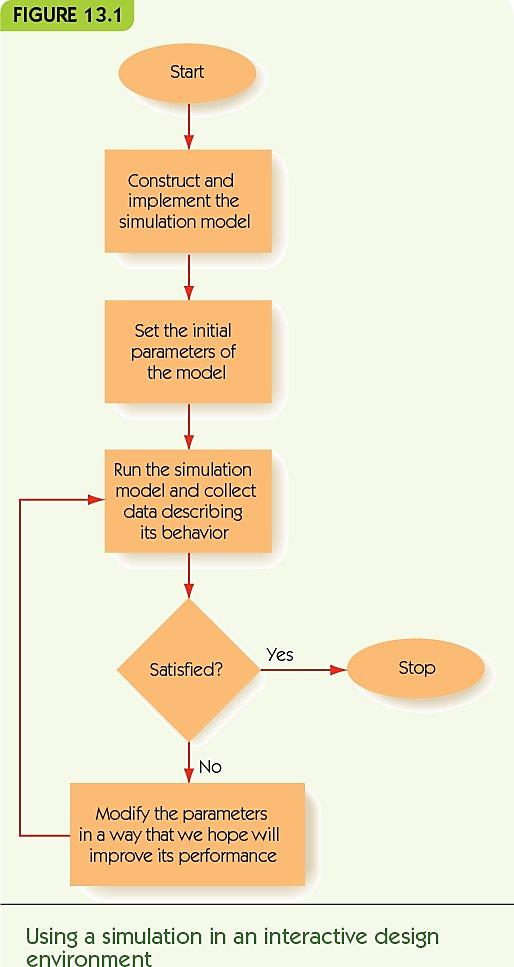 FIGURE 13.1
Start
Construct and
implement the
simulation model
Set the initial
parameters of
the model
Run the simulation
model and collect
data describing
its behavior
Satisfied?
Yes
Stop
No
Modify the parameters
in a way that we hope will
improve its performance
Using a simulation in an interactive design
environment